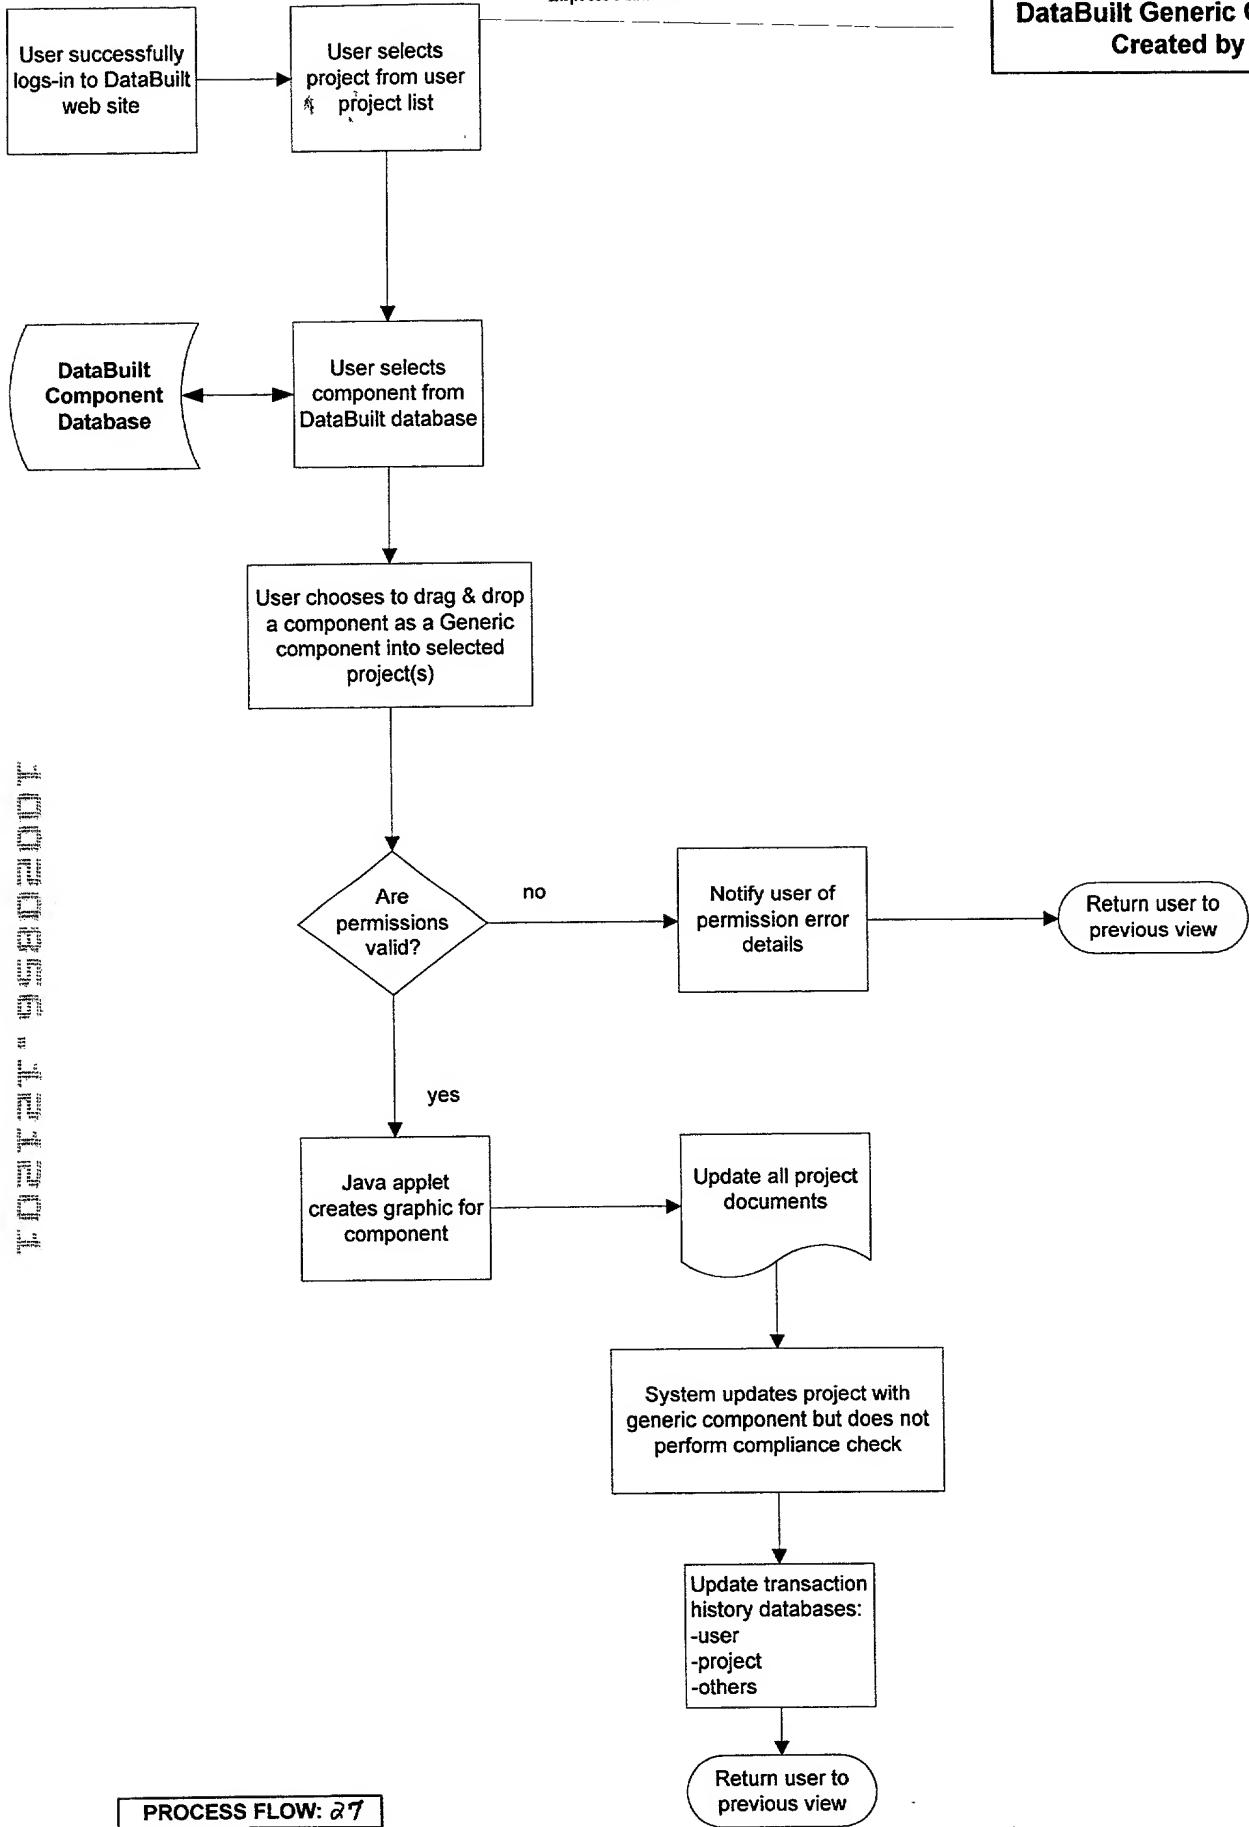 DataBuilt Generic
Created by
User successfully
logs-in to DataBuilt
web site
User selects
project from user
project list
DataBuilt
Component
Database
User selects
component from
DataBuilt database
User chooses to drag & drop
a component as a Generic
component into selected
project(s)
Are
permissions
valid?
no
Notify user of
permission error
details
Return user to
previous view
yes
Java applet
creates graphic for
component
Update all project
documents
System updates project with
generic component but does not
perform compliance check
Update transaction
history databases:
-user
-project
-others
Return user to
previous view
PROCESS FLOW: 27